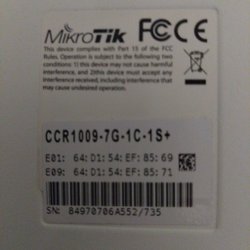 MikroTik FC CE
This device complies with Part 15 of the FCC
Rules. Operation is subject to the following two
conditions: 1) this device may not cause harmful
interference, and 2)this device must
accept any interference received,
including interference that may
cause undesired operation.
CCR1009-7G-1C-1S+
E01: 64:D1:54:EF:85:69
E09: 64:D1:54:EF:85:71
SN: 84970706A552/735